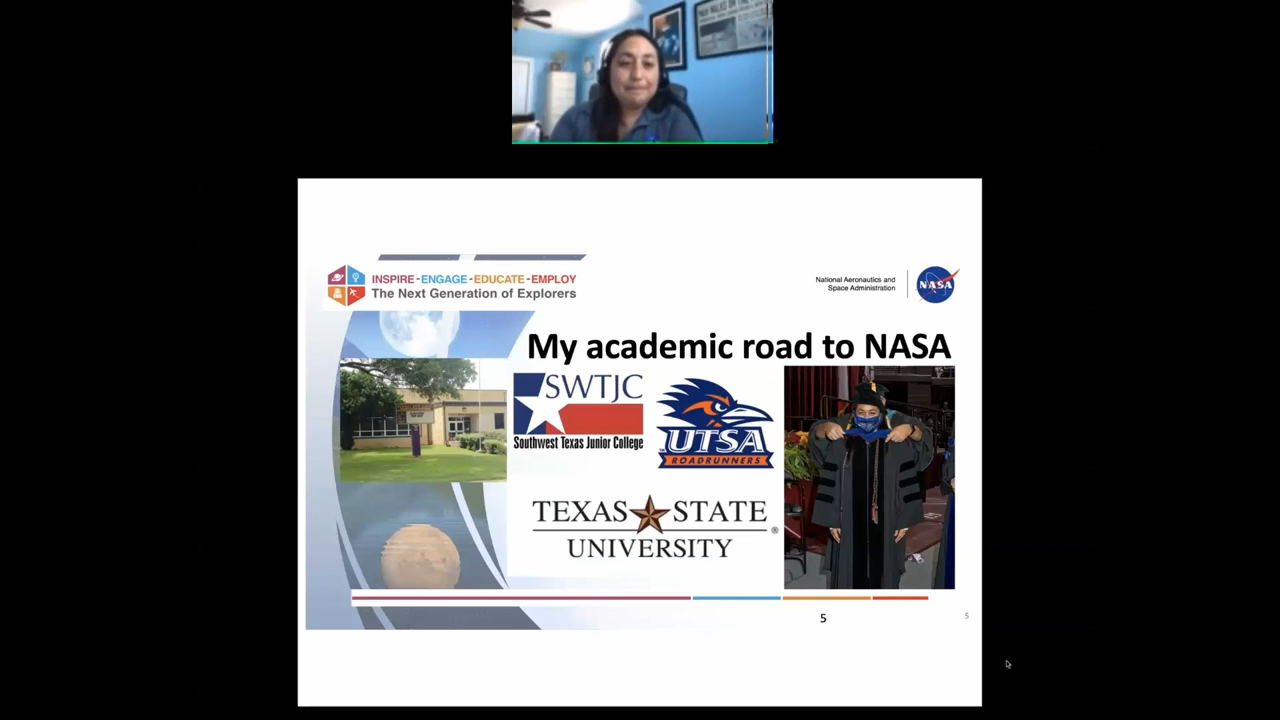 INSPIRE - ENGAGE - EDUCATE - EMPLOY
The Next Generation of Explorers
National Aeronautics and
Space Administration
NASA
My academic road to NASA
SWTJC
Southwest Texas Junior College
UTSA
ROADRUNNERS
TEXAS STATE
®
UNIVERSITY
5
5